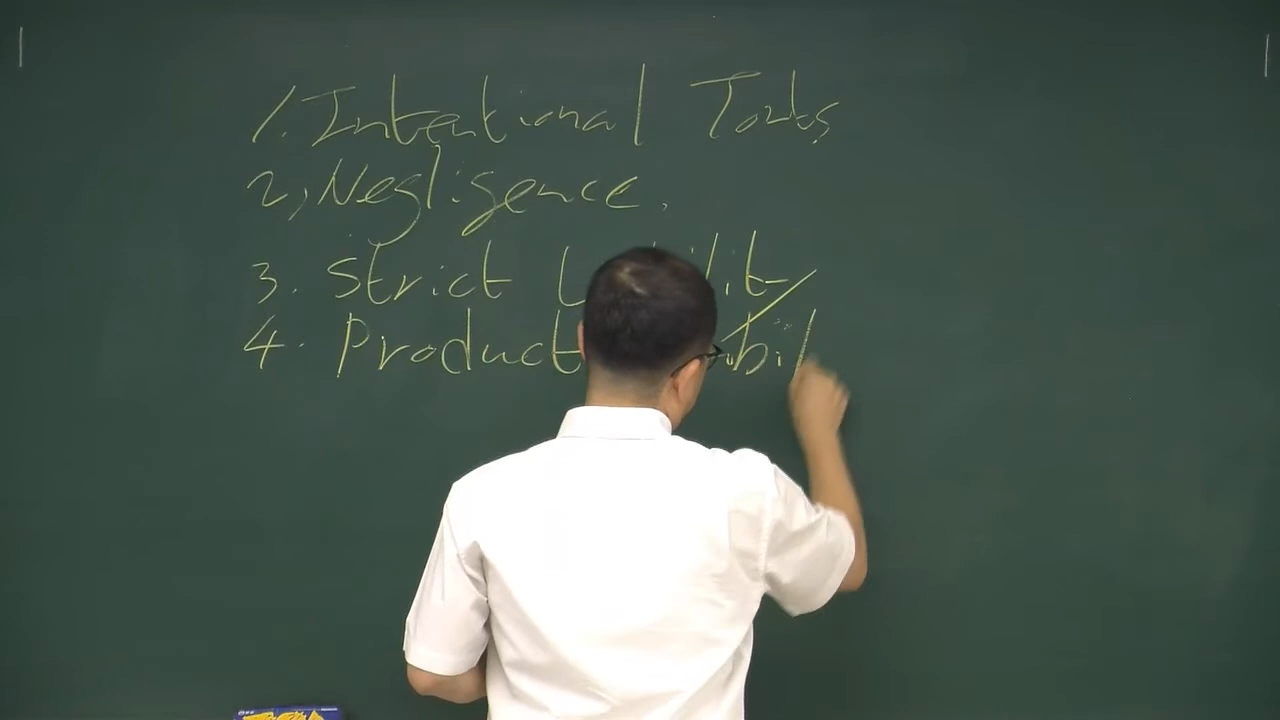 1. Intentional Torts
2, Negligence.
3. Strict
4. Product